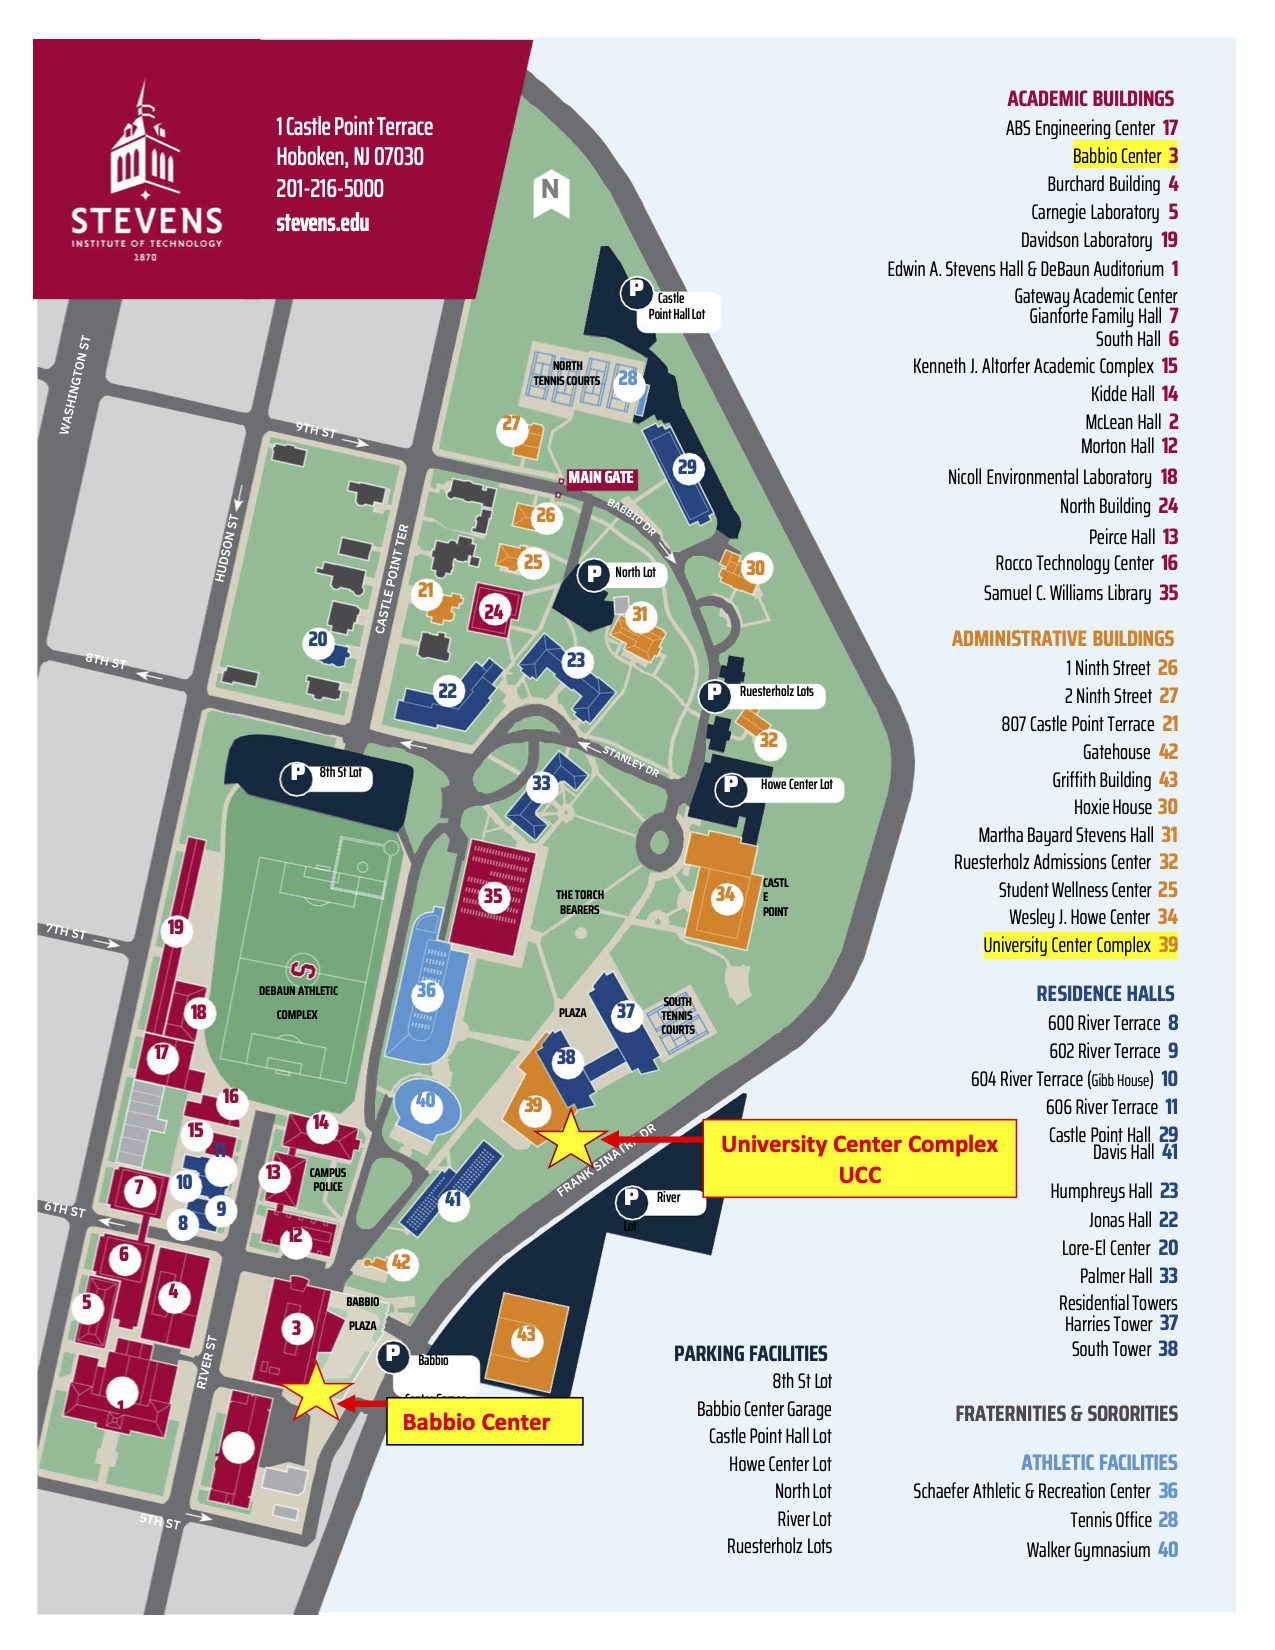 STEVENS
INSTITUTE OF TECHNOLOGY
1870
1 Castle Point Terrace
Hoboken, NJ 07030
201-216-5000
stevens.edu
N
P
Castle
Point Hall Lot
WASHINGTON ST
NORTH
TENNIS COURTS
28
27
9TH ST
29
MAIN GATE
BABBIO DR
26
HUDSON ST
CASTLE POINT TER
25
P
North Lot
30
21
24
31
20
23
8TH ST
22
P
Ruesterholz Lots
32
STANLEY DR
P
8th St Lot
33
P
Howe Center Lot
35
THE TORCH
BEARERS
34
CASTL
E
POINT
19
7TH ST
S
DEBAUN ATHLETIC
COMPLEX
36
18
PLAZA
37
SOUTH
TENNIS
COURTS
17
38
16
40
39
15
14
11
University Center Complex
UCC
FRANK SINATRA DR
13
CAMPUS
POLICE
10
7
41
P
River
Lot
9
8
6TH ST
12
6
42
4
5
BABBIO
PLAZA
3
43
P
Babbio
Center Garage
RIVER ST
1
Babbio Center
5TH ST
ACADEMIC BUILDINGS
ABS Engineering Center 17
Babbio Center 3
Burchard Building 4
Carnegie Laboratory 5
Davidson Laboratory 19
Edwin A. Stevens Hall & DeBaun Auditorium 1
Gateway Academic Center
Gianforte Family Hall 7
South Hall 6
Kenneth J. Altorfer Academic Complex 15
Kidde Hall 14
McLean Hall 2
Morton Hall 12
Nicoll Environmental Laboratory 18
North Building 24
Peirce Hall 13
Rocco Technology Center 16
Samuel C. Williams Library 35
ADMINISTRATIVE BUILDINGS
1 Ninth Street 26
2 Ninth Street 27
807 Castle Point Terrace 21
Gatehouse 42
Griffith Building 43
Hoxie House 30
Martha Bayard Stevens Hall 31
Ruesterholz Admissions Center 32
Student Wellness Center 25
Wesley J. Howe Center 34
University Center Complex 39
RESIDENCE HALLS
600 River Terrace 8
602 River Terrace 9
604 River Terrace (Gibb House) 10
606 River Terrace 11
Castle Point Hall 29
Davis Hall 41
Humphreys Hall 23
Jonas Hall 22
Lore-El Center 20
Palmer Hall 33
Residential Towers
Harries Tower 37
South Tower 38
FRATERNITIES & SORORITIES
ATHLETIC FACILITIES
Schaefer Athletic & Recreation Center 36
Tennis Office 28
Walker Gymnasium 40
PARKING FACILITIES
8th St Lot
Babbio Center Garage
Castle Point Hall Lot
Howe Center Lot
North Lot
River Lot
Ruesterholz Lots